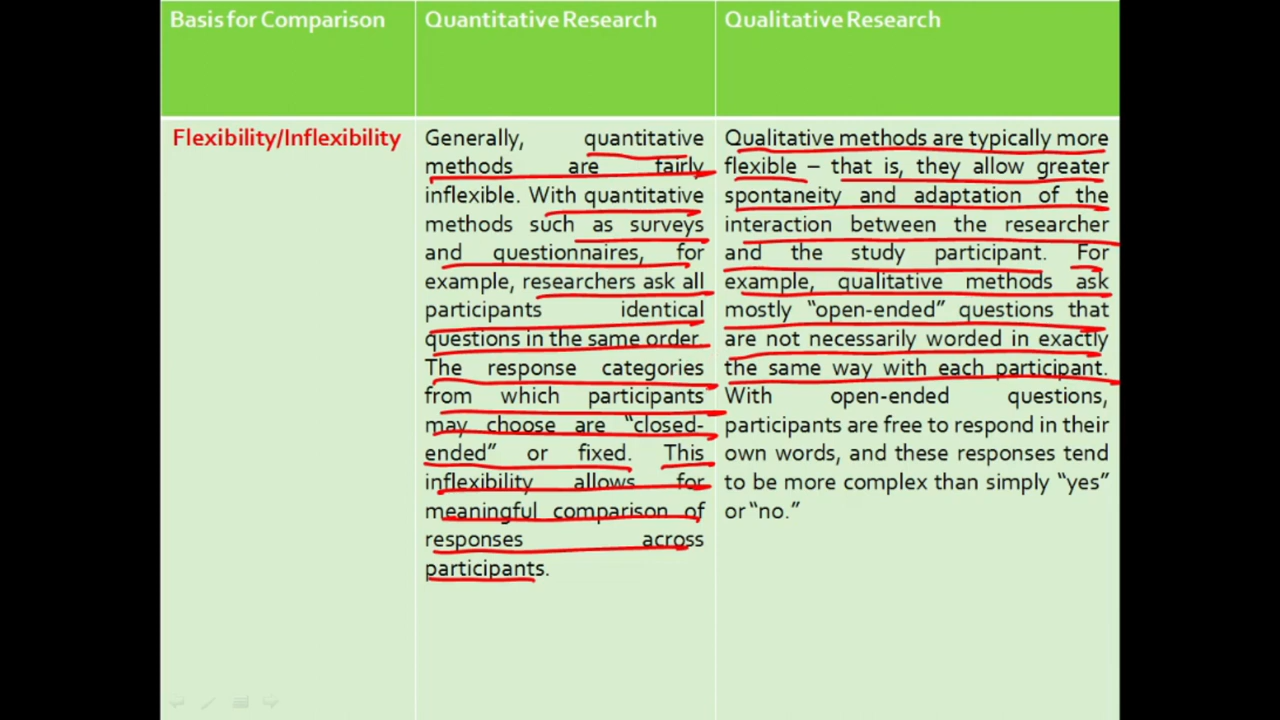 Basis for Comparison
Quantitative Research
Qualitative Research
Flexibility/Inflexibility
Generally, quantitative
methods are fairly
inflexible. With quantitative
methods such as surveys
and questionnaires, for
example, researchers ask all
participants identical
questions in the same order.
The response categories
from which participants
may choose are “closed-
ended” or fixed. This
inflexibility allows for
meaningful comparison of
responses across
participants.
Qualitative methods are typically more
flexible – that is, they allow greater
spontaneity and adaptation of the
interaction between the researcher
and the study participant. For
example, qualitative methods ask
mostly “open-ended” questions that
are not necessarily worded in exactly
the same way with each participant.
With open-ended questions,
participants are free to respond in their
own words, and these responses tend
to be more complex than simply “yes”
or “no.”